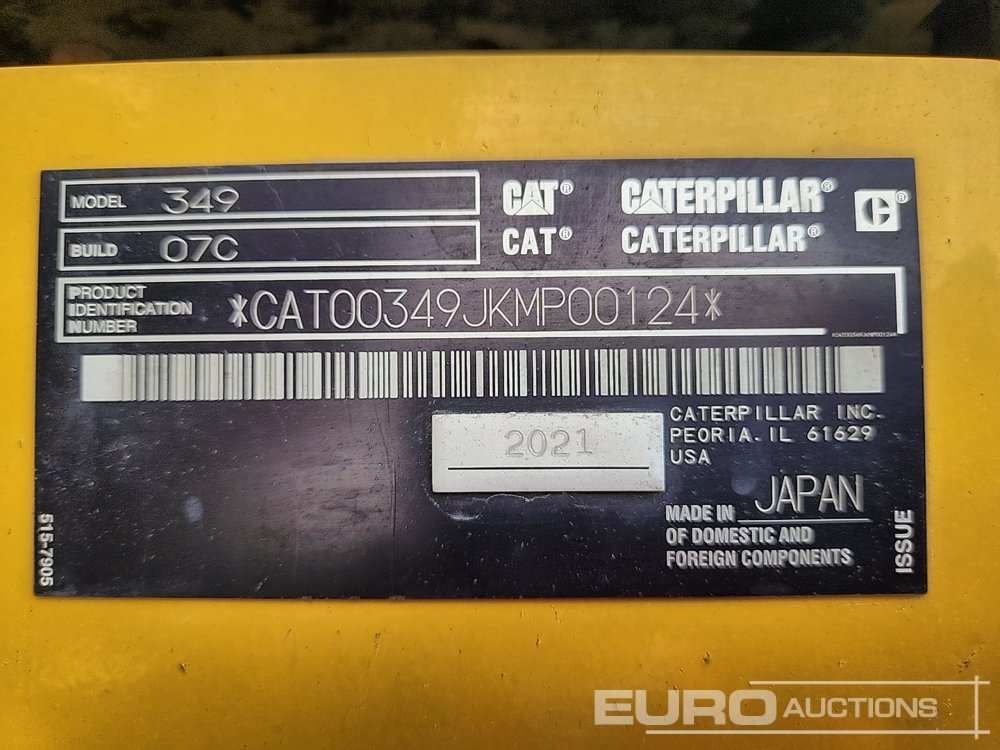 MODEL 349
BUILD 07C
CAT® CATERPILLAR® C®
CAT® CATERPILLAR®
PRODUCT
IDENTIFICATION
NUMBER
*CAT00349JKMP00124*
*CAT00349JKMP00124*
2021
CATERPILLAR INC.
PEORIA. IL 61629
USA
MADE IN JAPAN
OF DOMESTIC AND
FOREIGN COMPONENTS
515-7905
ISSUE
EURO AUCTIONS